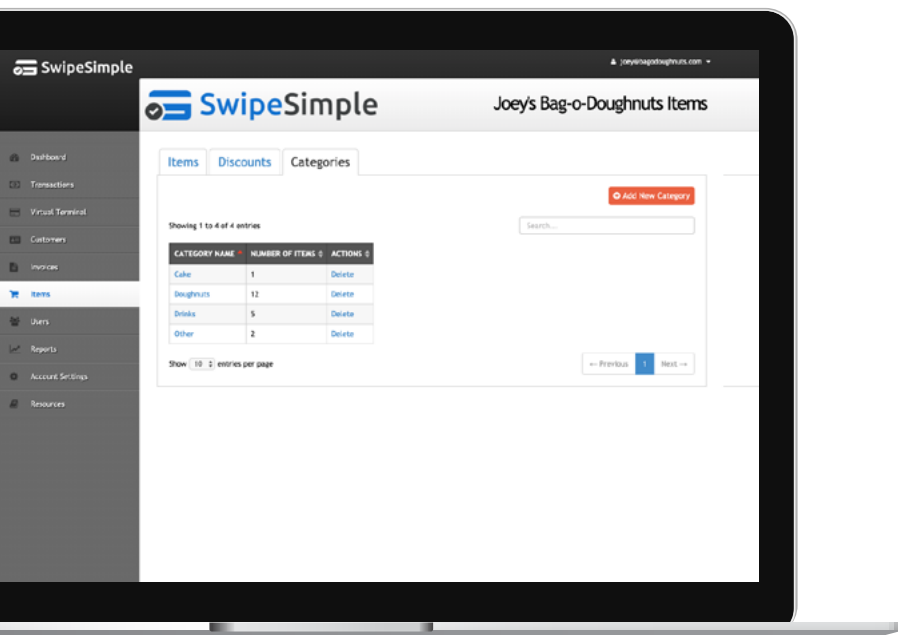 SwipeSimple
SwipeSimple
Joey's Bag-o-Doughnuts Items
Dashboard
Transactions
Virtual Terminal
Customers
Invoices
Items
Users
Reports
Account Settings
Resources
Items Discounts Categories
Add New Category
Showing 1 to 4 of 4 entries
Search...
CATEGORY NAME NUMBER OF ITEMS ACTIONS
Cake 1 Delete
Doughnuts 12 Delete
Drinks 5 Delete
Other 2 Delete
Show 10 entries per page
← Previous 1 Next →